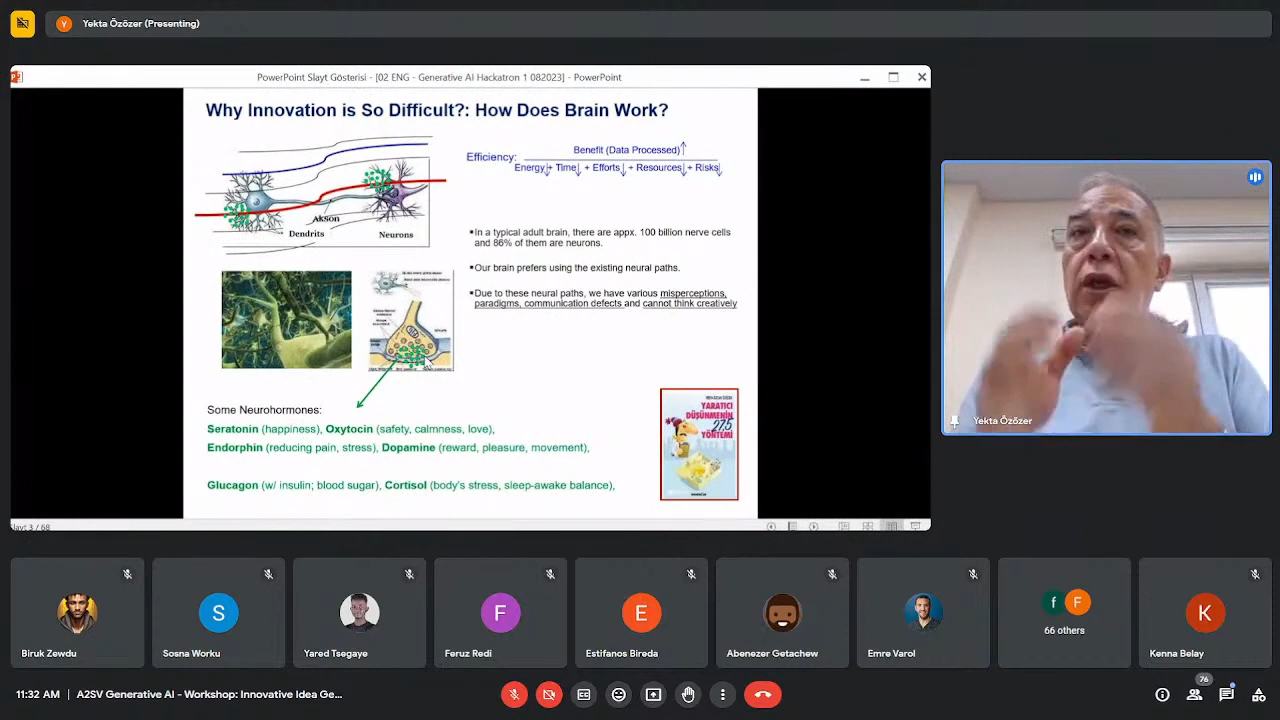 Y
Yekta Özözer (Presenting)
PowerPoint Slayt Gösterisi - [02 ENG - Generative AI Hackatron 1 082023] - PowerPoint
Why Innovation is So Difficult?: How Does Brain Work?
Efficiency:
Benefit (Data Processed)↑
Energy↓+ Time↓ + Efforts↓ + Resources↓ + Risks↓
Akson
Dendrits
Neurons
▪In a typical adult brain, there are appx. 100 billion nerve cells
and 86% of them are neurons.
▪Our brain prefers using the existing neural paths.
▪Due to these neural paths, we have various misperceptions,
paradigms, communication defects and cannot think creatively
Some Neurohormones:
Seratonin (happiness), Oxytocin (safety, calmness, love),
Endorphin (reducing pain, stress), Dopamine (reward, pleasure, movement),
Glucagon (w/ insulin; blood sugar), Cortisol (body's stress, sleep-awake balance),
YARATICI
DÜŞÜNMENİN
275
YÖNTEMİ
Slayt 3 / 68
Yekta Özözer
Biruk Zewdu
S
Sosna Worku
Yared Tsegaye
F
Feruz Redi
E
Estifanos Bireda
Abenezer Getachew
Emre Varol
f F
66 others
K
Kenna Belay
11:32 AM | A2SV Generative AI - Workshop: Innovative Idea Ge...
76